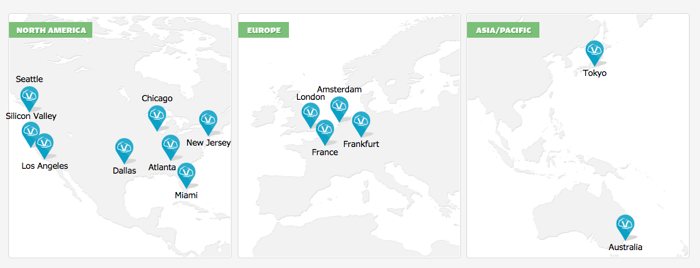 NORTH AMERICA
Seattle
Silicon Valley
Los Angeles
Chicago
New Jersey
Dallas
Atlanta
Miami
EUROPE
Amsterdam
London
France
Frankfurt
ASIA/PACIFIC
Tokyo
Australia